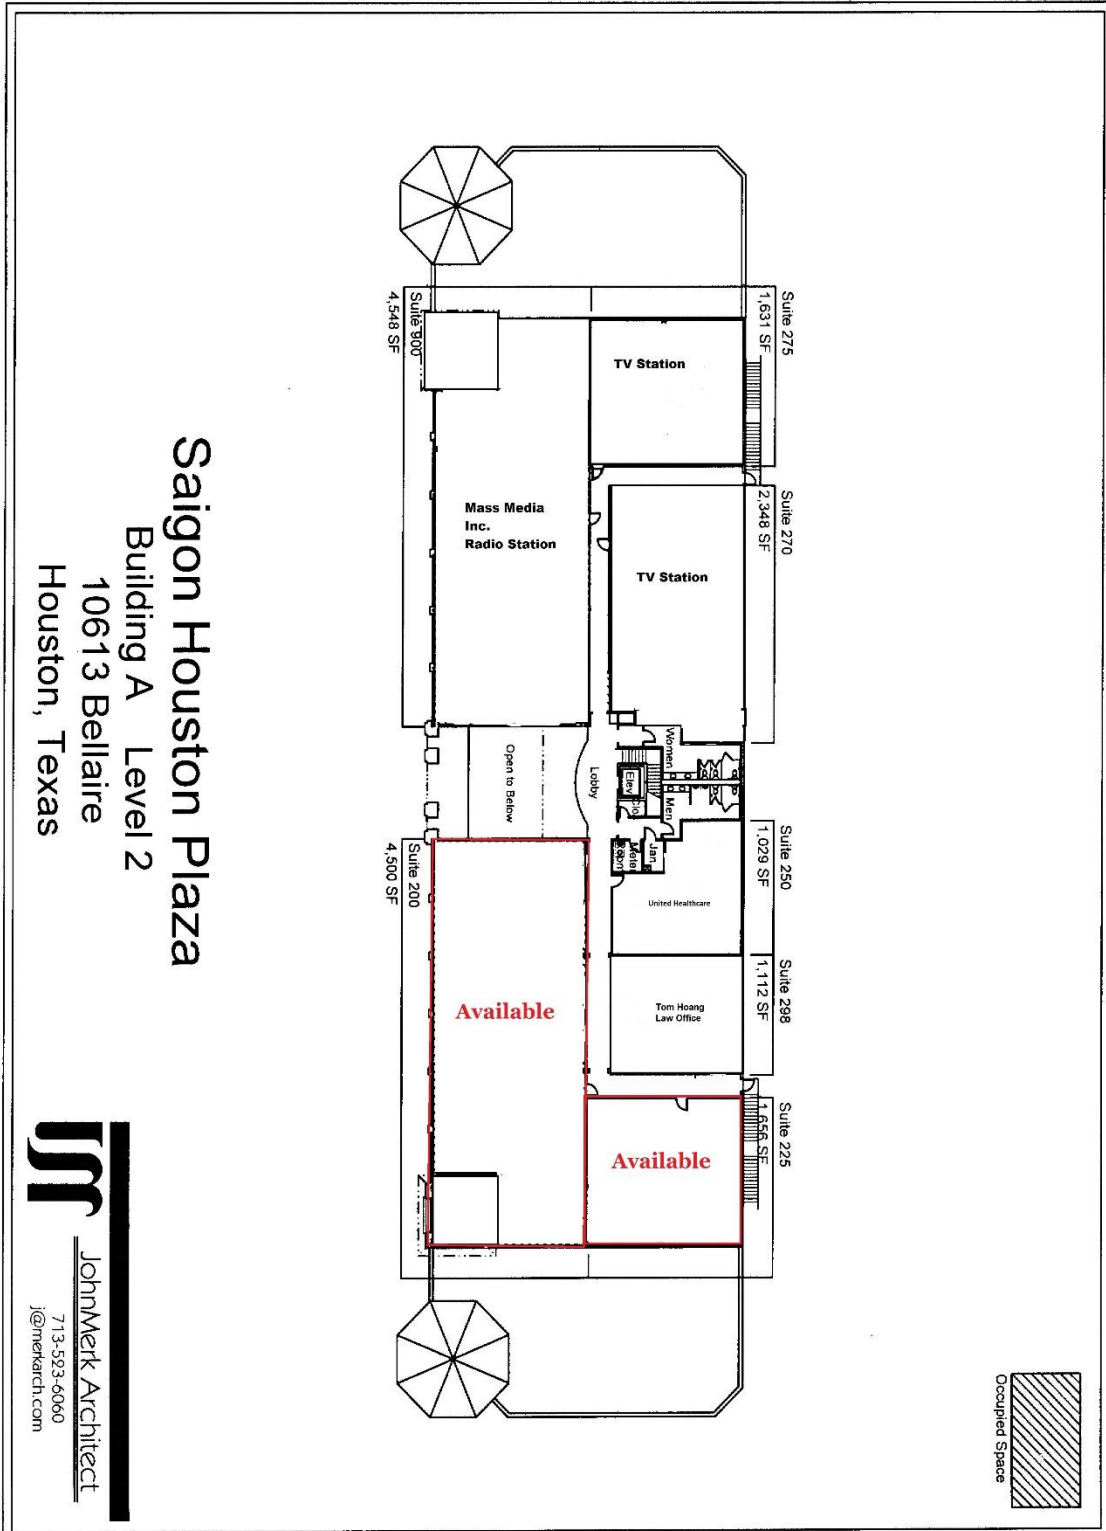 Suite 275
1,631 SF
Suite 270
2,348 SF
Suite 250
1,029 SF
Suite 298
1,112 SF
Suite 225
1,656 SF
TV Station
TV Station
Women
Men
Elev
Clo
Jan
Meter
Room
Lobby
Open to Below
United Healthcare
Tom Hoang
Law Office
Available
Mass Media
Inc.
Radio Station
Available
Suite 900
4,548 SF
Suite 200
4,500 SF
Saigon Houston Plaza
Building A Level 2
10613 Bellaire
Houston, Texas
JohnMerk Architect
713-523-6060
j@merkarch.com
Occupied Space